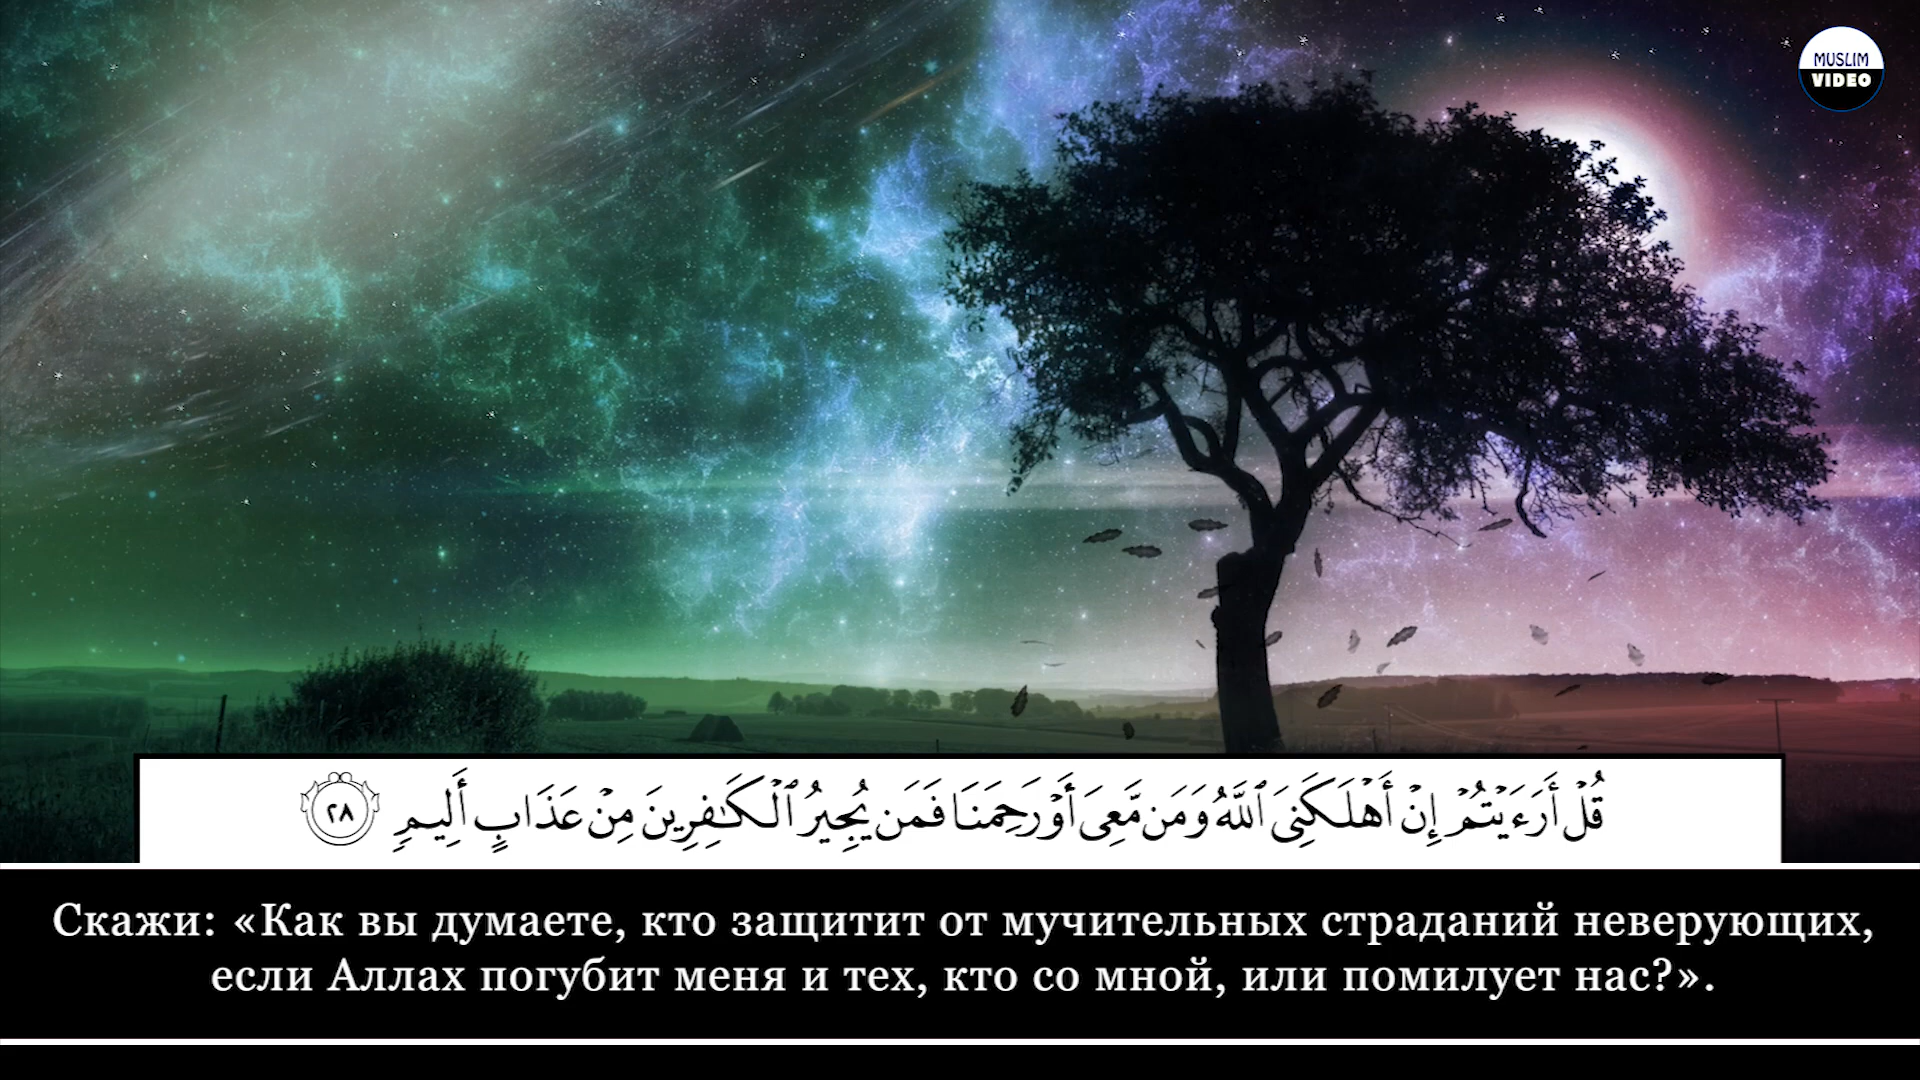 MUSLIM
VIDEO
قُلْ أَرَءَيْتُمْ إِنْ أَهْلَكَنِىَ ٱللَّهُ وَمَن مَّعِىَ أَوْ رَحِمَنَا فَمَن يُجِيرُ ٱلْكَـٰفِرِينَ مِنْ عَذَابٍ أَلِيمٍ ٢٨
Скажи: «Как вы думаете, кто защитит от мучительных страданий неверующих,
если Аллах погубит меня и тех, кто со мной, или помилует нас?».